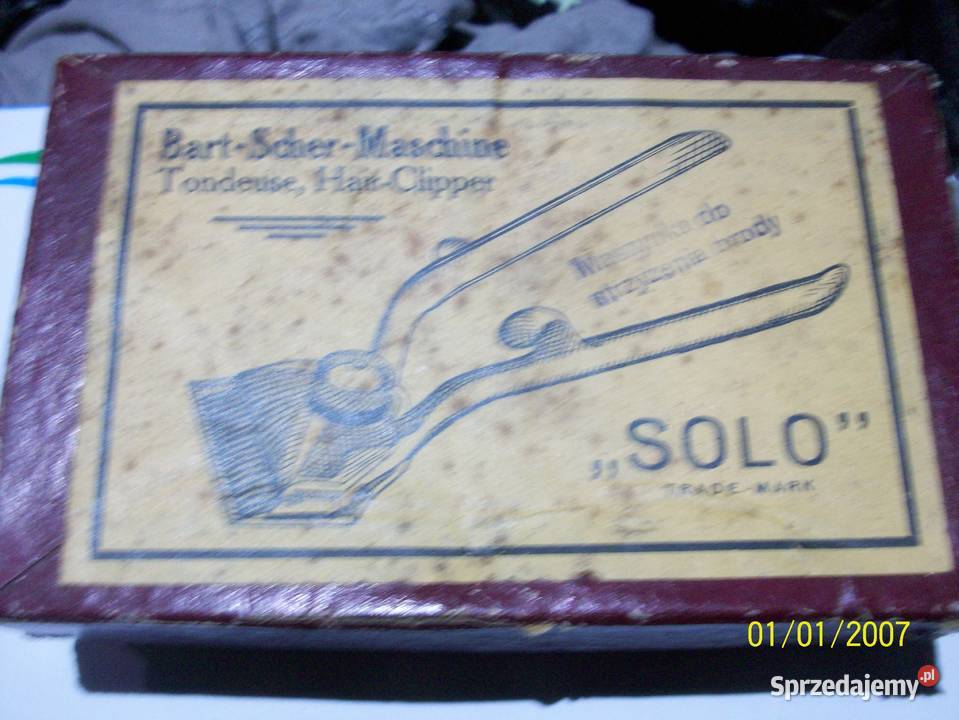 Bart-Scher-Maschine
Tondeuse, Hair-Clipper
Maszynka do
strzyżenia brody
„SOLO”
TRADE-MARK
01/01/2007
Sprzedajemy.pl